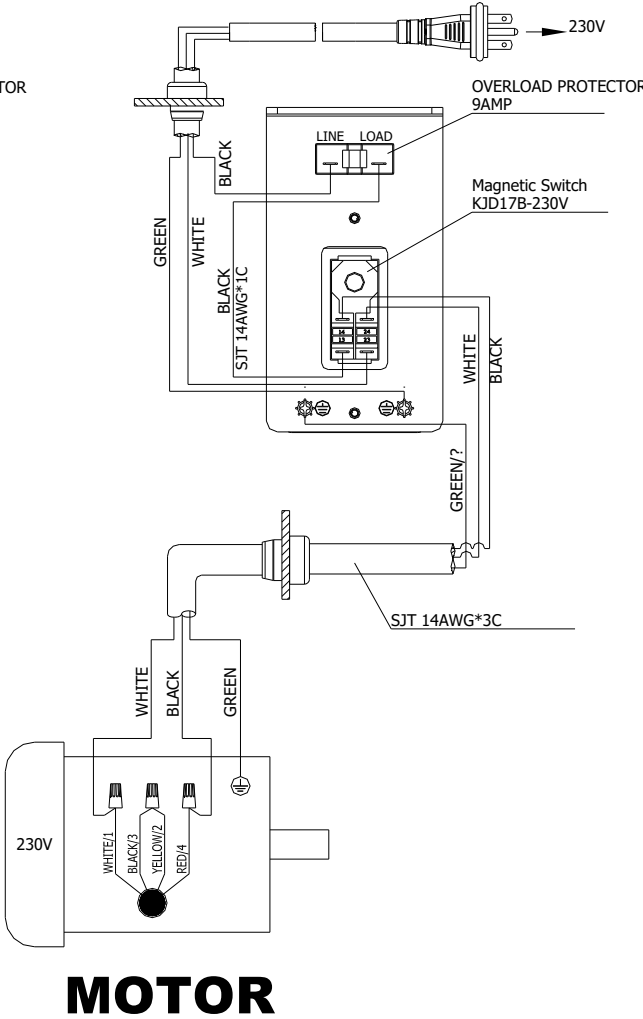 230V
TOR
OVERLOAD PROTECTOR
9AMP
LINE LOAD
BLACK
Magnetic Switch
KJD17B-230V
GREEN
WHITE
BLACK
SJT 14AWG*1C
14 24
13 23
WHITE
BLACK
GREEN/?
SJT 14AWG*3C
WHITE
BLACK
GREEN
230V
WHITE/1
BLACK/3
YELLOW/2
RED/4
MOTOR